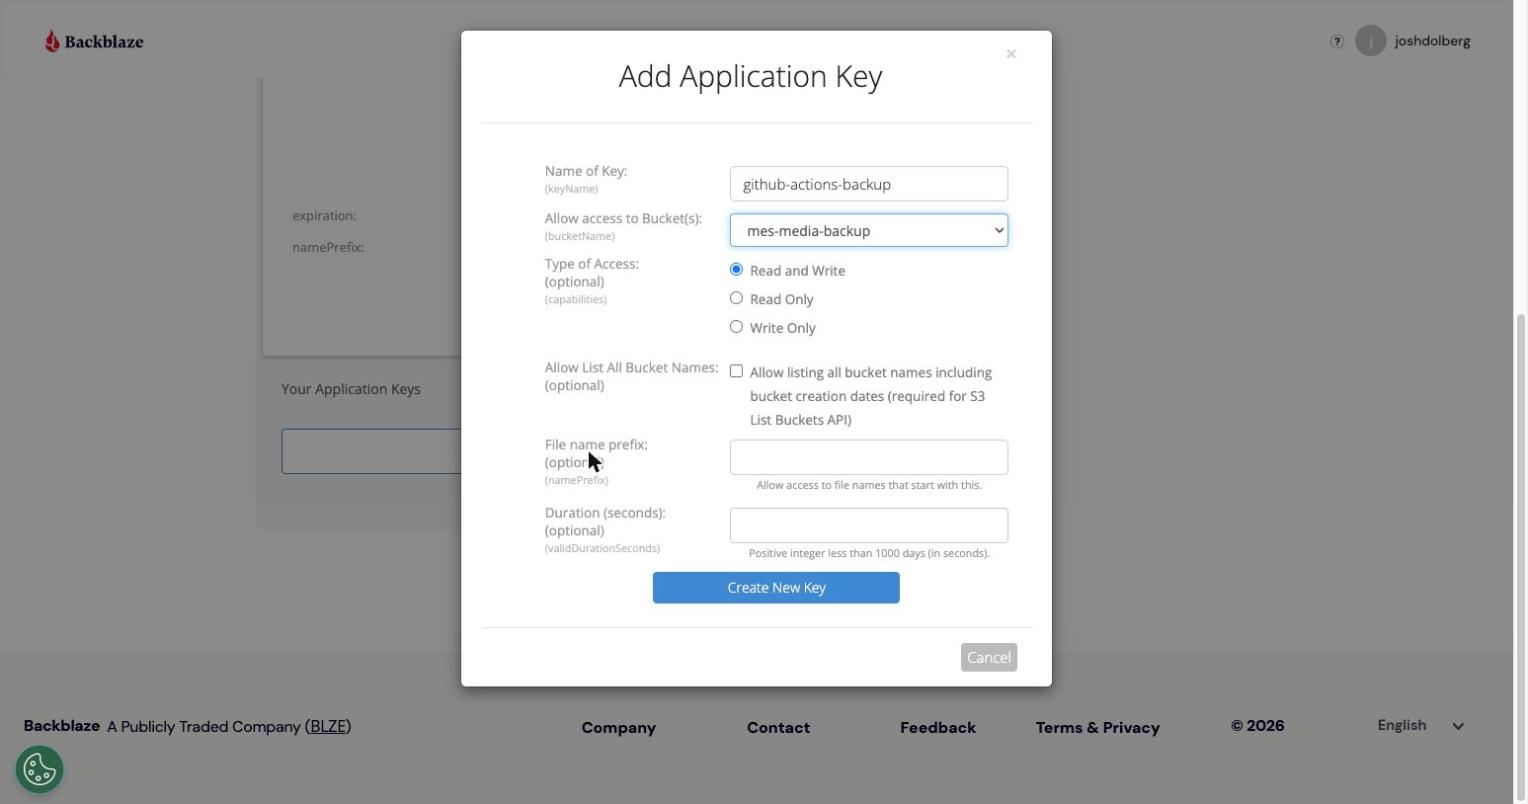 Backblaze
? j joshdolberg
×
Add Application Key
Name of Key:
(keyName)
github-actions-backup
Allow access to Bucket(s):
(bucketName)
mes-media-backup
Type of Access:
(optional)
(capabilities)
Read and Write
Read Only
Write Only
Allow List All Bucket Names:
(optional)
Allow listing all bucket names including
bucket creation dates (required for S3
List Buckets API)
File name prefix:
(optional)
(namePrefix)
Allow access to file names that start with this.
Duration (seconds):
(optional)
(validDurationSeconds)
Positive integer less than 1000 days (in seconds).
Create New Key
Cancel
expiration:
namePrefix:
Your Application Keys
Backblaze A Publicly Traded Company (BLZE)
Company
Contact
Feedback
Terms & Privacy
© 2026
English